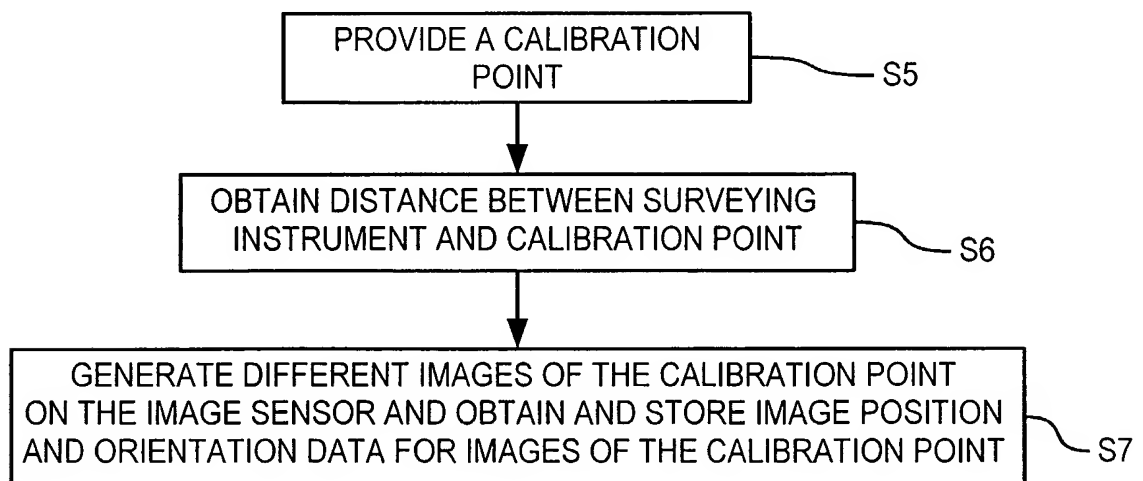 PROVIDE A CALIBRATION
POINT
S5
OBTAIN DISTANCE BETWEEN SURVEYING
INSTRUMENT AND CALIBRATION POINT
S6
GENERATE DIFFERENT IMAGES OF THE CALIBRATION POINT
ON THE IMAGE SENSOR AND OBTAIN AND STORE IMAGE POSITION
AND ORIENTATION DATA FOR IMAGES OF THE CALIBRATION POINT
S7